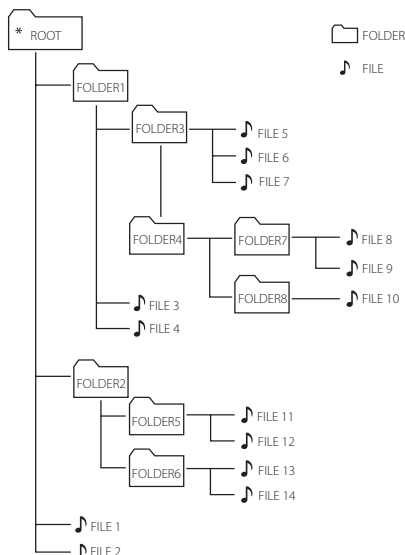 * ROOT
FOLDER
FILE
FOLDER1
FOLDER3
FILE 5
FILE 6
FILE 7
FOLDER4
FOLDER7
FILE 8
FILE 9
FOLDER8
FILE 10
FILE 3
FILE 4
FOLDER2
FOLDER5
FILE 11
FILE 12
FOLDER6
FILE 13
FILE 14
FILE 1
FILE 2